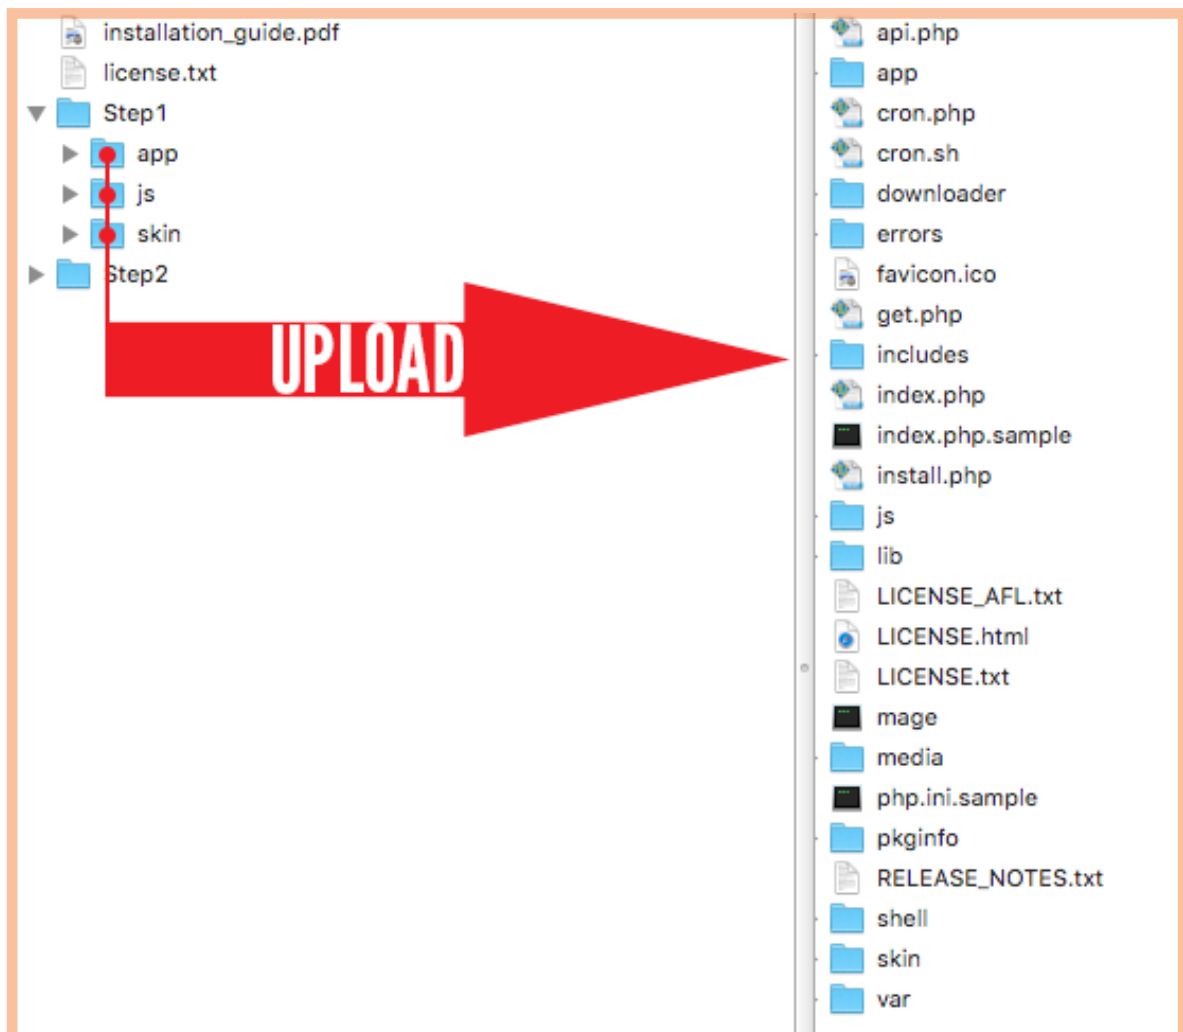 installation_guide.pdf
license.txt
Step1
app
js
skin
Step2
UPLOAD
api.php
app
cron.php
cron.sh
downloader
errors
favicon.ico
get.php
includes
index.php
index.php.sample
install.php
js
lib
LICENSE_AFL.txt
LICENSE.html
LICENSE.txt
mage
media
php.ini.sample
pkginfo
RELEASE_NOTES.txt
shell
skin
var